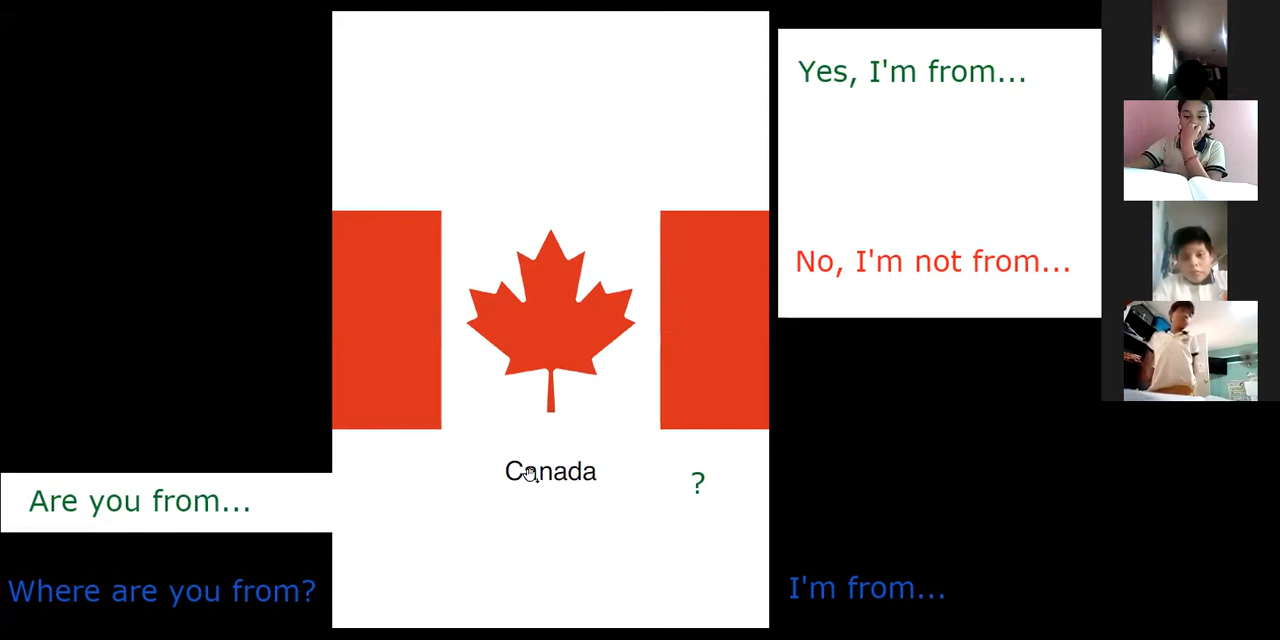 Yes, I'm from...
No, I'm not from...
Canada
?
Are you from...
Where are you from?
I'm from...